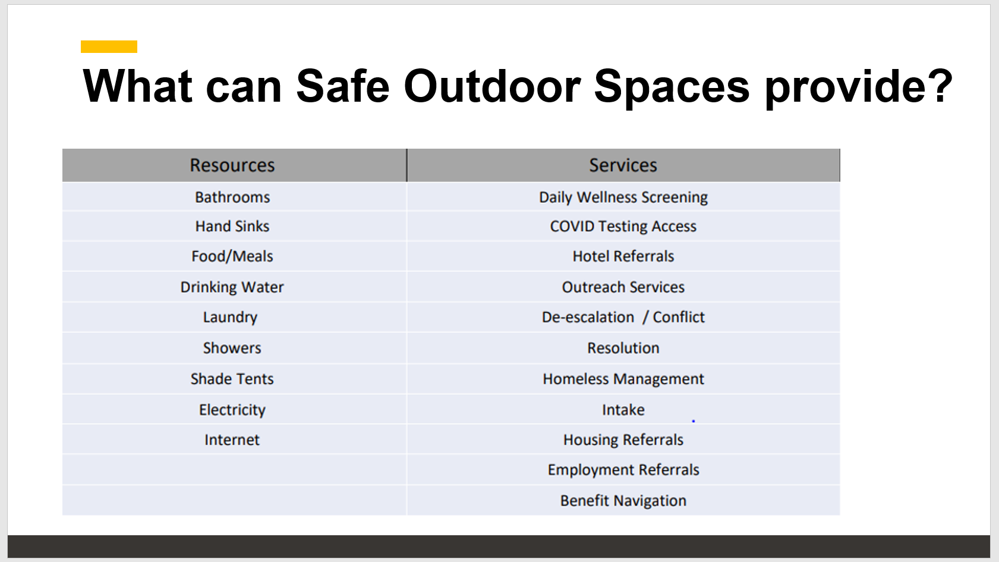 What can Safe Outdoor Spaces provide?
Resources Services
Bathrooms Daily Wellness Screening
Hand Sinks COVID Testing Access
Food/Meals Hotel Referrals
Drinking Water Outreach Services
Laundry De-escalation / Conflict
Showers Resolution
Shade Tents Homeless Management
Electricity Intake
Internet Housing Referrals
Employment Referrals
Benefit Navigation